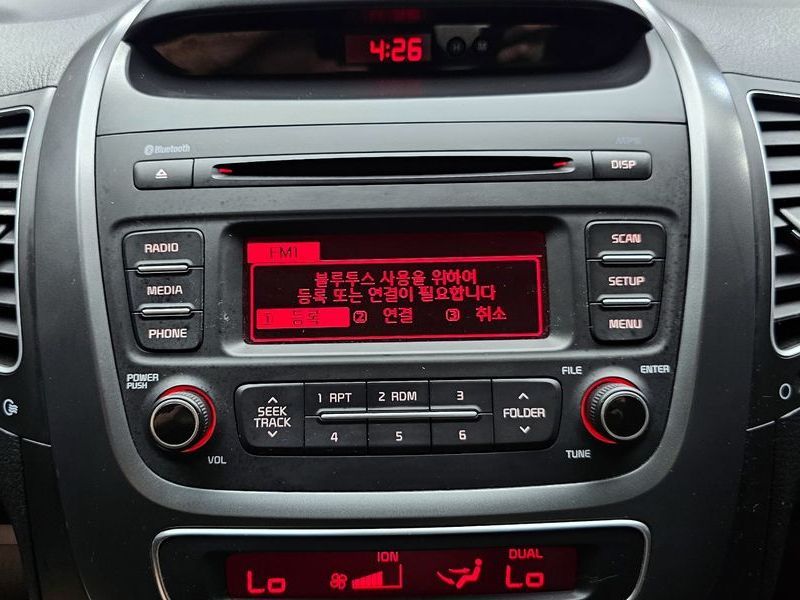 4:26
Bluetooth
DISP
RADIO
MEDIA
PHONE
FM1
블루투스 사용을 위하여
등록 또는 연결이 필요합니다
1 등록 2 연결 3 취소
SCAN
SETUP
MENU
POWER
PUSH
VOL
SEEK
TRACK
1 RPT 2 RDM 3
4 5 6
FOLDER
FILE
ENTER
TUNE
ION
DUAL
Lo
Lo